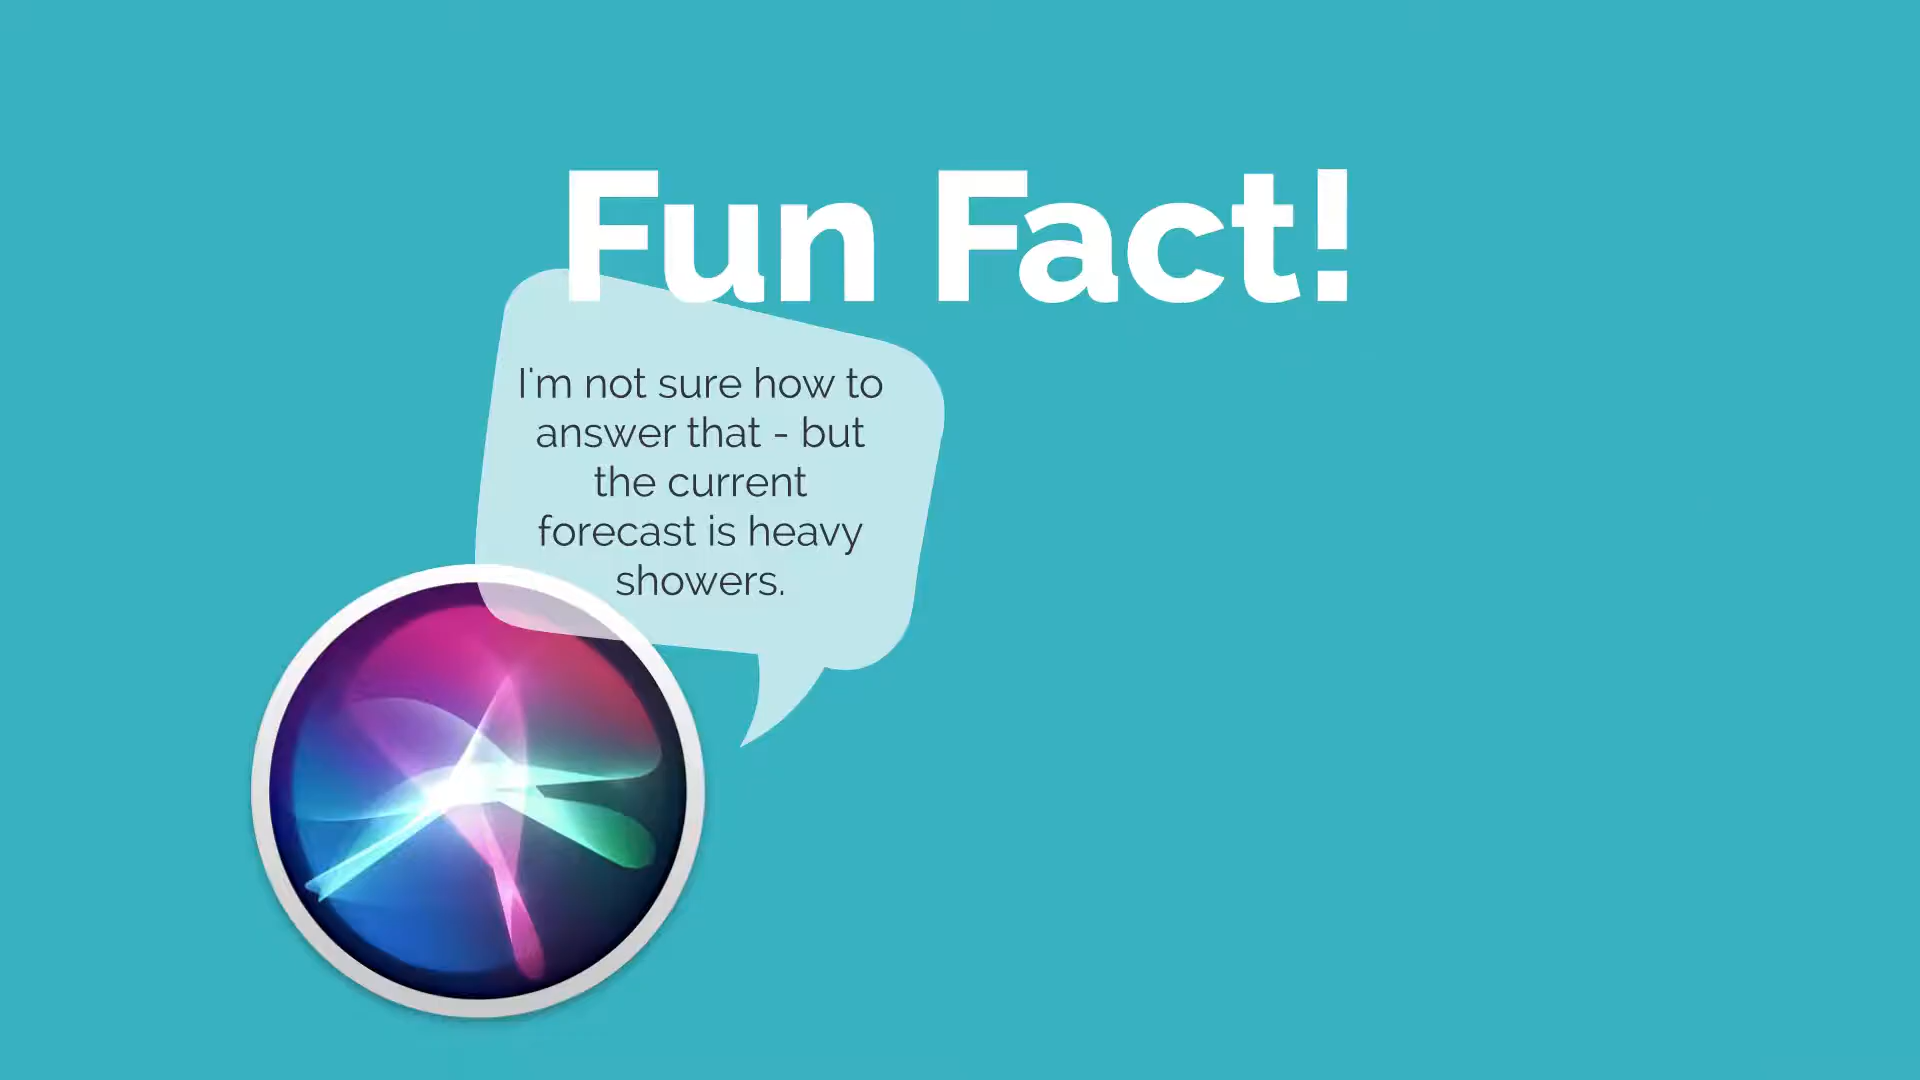 Fun Fact!
I'm not sure how to
answer that - but
the current
forecast is heavy
showers.